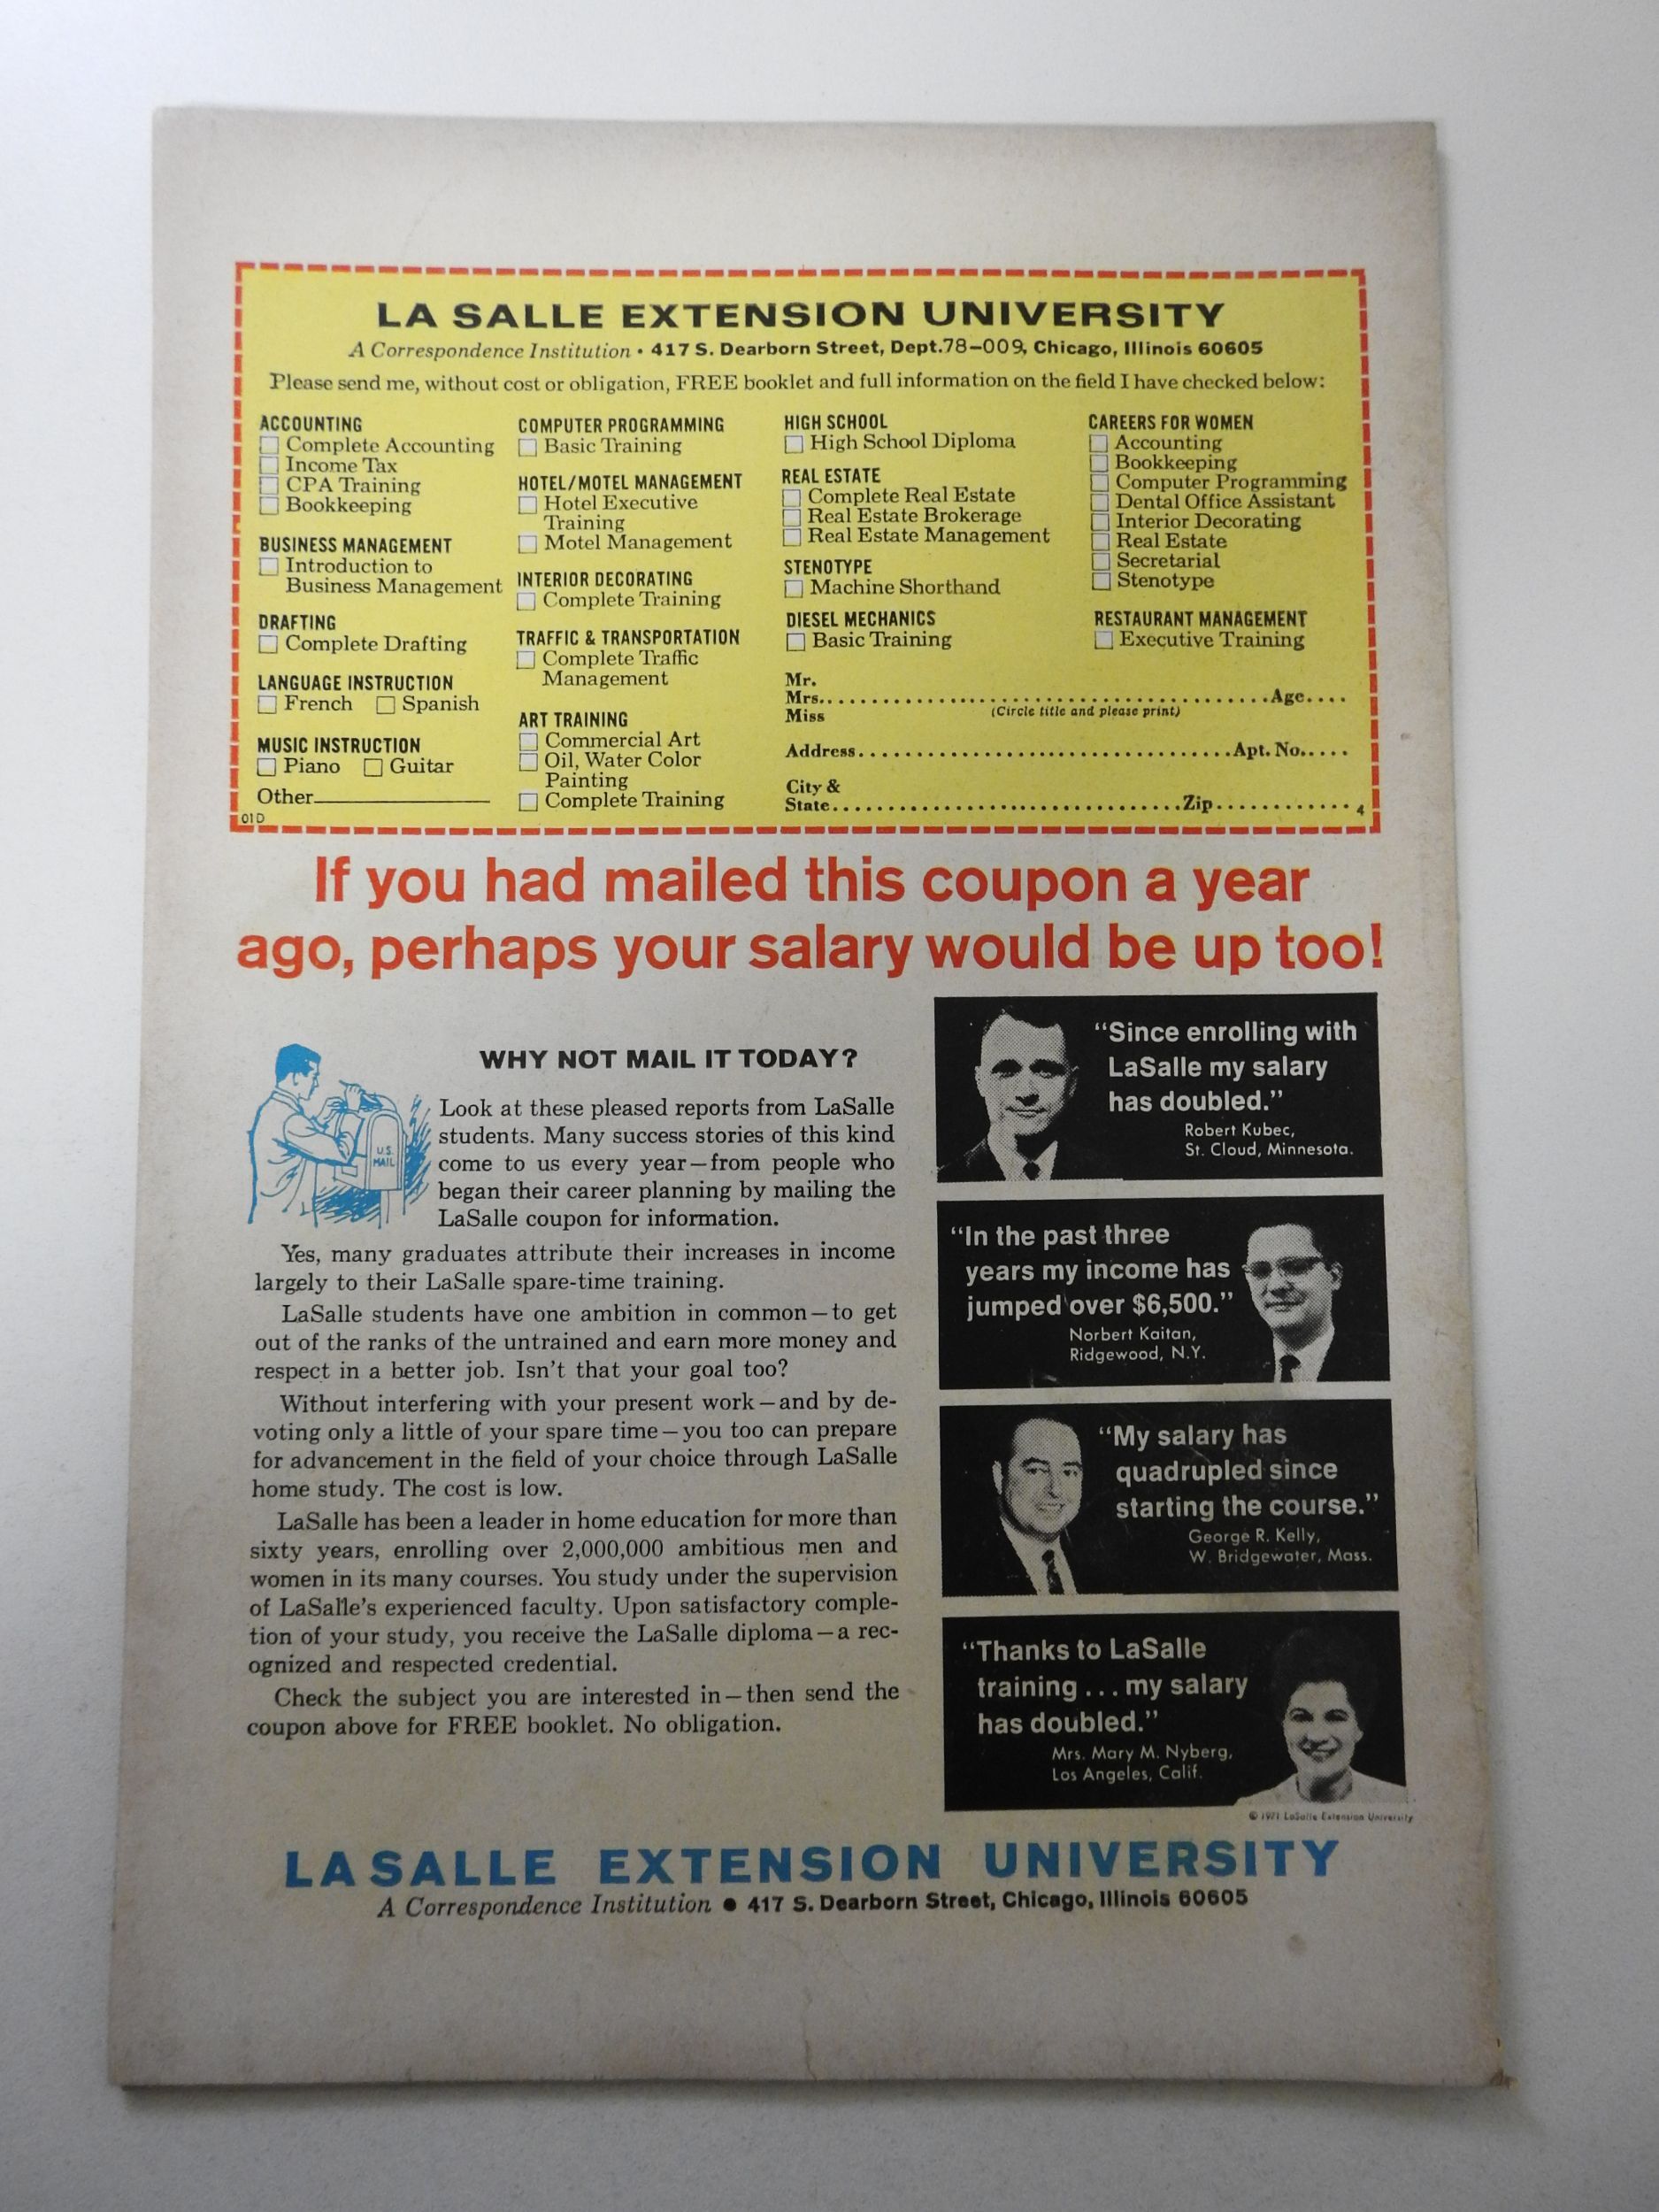 LA SALLE EXTENSION UNIVERSITY
A Correspondence Institution • 417 S. Dearborn Street, Dept.78-009, Chicago, Illinois 60605
Please send me, without cost or obligation, FREE booklet and full information on the field I have checked below:
ACCOUNTING
Complete Accounting
Income Tax
CPA Training
Bookkeeping
BUSINESS MANAGEMENT
Introduction to
Business Management
DRAFTING
Complete Drafting
LANGUAGE INSTRUCTION
French Spanish
MUSIC INSTRUCTION
Piano Guitar
Other
01D
COMPUTER PROGRAMMING
Basic Training
HOTEL/MOTEL MANAGEMENT
Hotel Executive
Training
Motel Management
INTERIOR DECORATING
Complete Training
TRAFFIC & TRANSPORTATION
Complete Traffic
Management
ART TRAINING
Commercial Art
Oil, Water Color
Painting
Complete Training
HIGH SCHOOL
High School Diploma
REAL ESTATE
Complete Real Estate
Real Estate Brokerage
Real Estate Management
STENOTYPE
Machine Shorthand
DIESEL MECHANICS
Basic Training
CAREERS FOR WOMEN
Accounting
Bookkeeping
Computer Programming
Dental Office Assistant
Interior Decorating
Real Estate
Secretarial
Stenotype
RESTAURANT MANAGEMENT
Executive Training
Mr.
Mrs. Age
Miss (Circle title and please print)
Address Apt. No.
City &
State Zip 4
If you had mailed this coupon a year
ago, perhaps your salary would be up too!
WHY NOT MAIL IT TODAY?
U.S.
MAIL
Look at these pleased reports from LaSalle
students. Many success stories of this kind
come to us every year—from people who
began their career planning by mailing the
LaSalle coupon for information.
Yes, many graduates attribute their increases in income
largely to their LaSalle spare-time training.
LaSalle students have one ambition in common—to get
out of the ranks of the untrained and earn more money and
respect in a better job. Isn't that your goal too?
Without interfering with your present work—and by de-
voting only a little of your spare time—you too can prepare
for advancement in the field of your choice through LaSalle
home study. The cost is low.
LaSalle has been a leader in home education for more than
sixty years, enrolling over 2,000,000 ambitious men and
women in its many courses. You study under the supervision
of LaSalle's experienced faculty. Upon satisfactory comple-
tion of your study, you receive the LaSalle diploma—a rec-
ognized and respected credential.
Check the subject you are interested in—then send the
coupon above for FREE booklet. No obligation.
"Since enrolling with
LaSalle my salary
has doubled."
Robert Kubec,
St. Cloud, Minnesota.
"In the past three
years my income has
jumped over $6,500."
Norbert Kaitan,
Ridgewood, N.Y.
"My salary has
quadrupled since
starting the course."
George R. Kelly,
W. Bridgewater, Mass.
"Thanks to LaSalle
training ... my salary
has doubled."
Mrs. Mary M. Nyberg,
Los Angeles, Calif.
© 1971 LaSalle Extension University
LASALLE EXTENSION UNIVERSITY
A Correspondence Institution • 417 S. Dearborn Street, Chicago, Illinois 60605